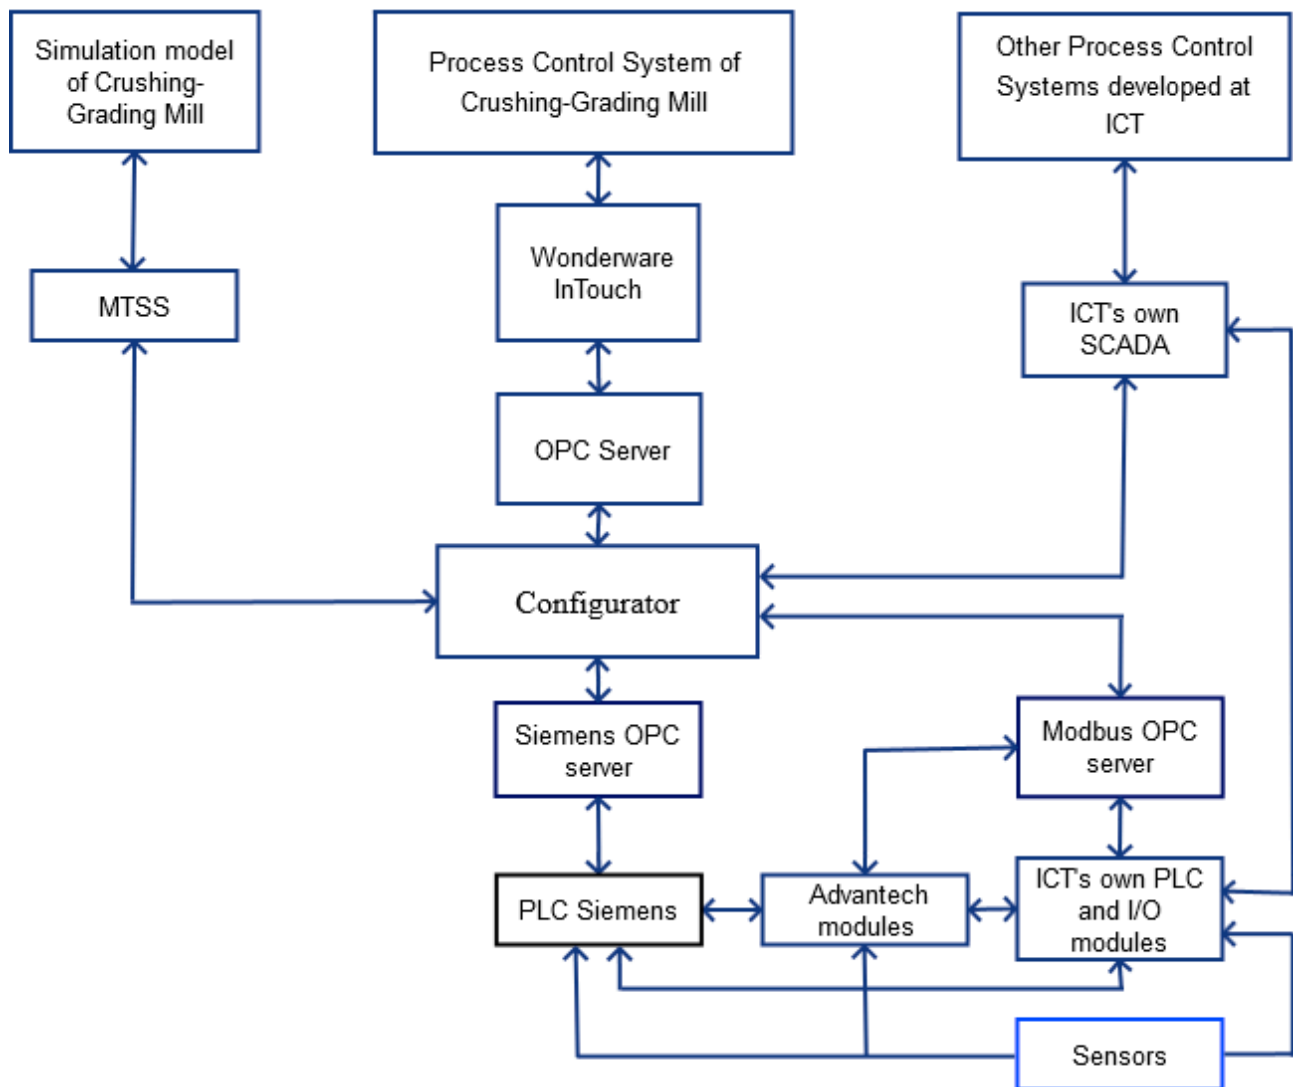 Simulation model
of Crushing-
Grading Mill
Process Control System of
Crushing-Grading Mill
Other Process Control
Systems developed at
ICT
Wonderware
InTouch
MTSS
ICT's own
SCADA
OPC Server
Configurator
Siemens OPC
server
Modbus OPC
server
PLC Siemens
Advantech
modules
ICT's own PLC
and I/O
modules
Sensors